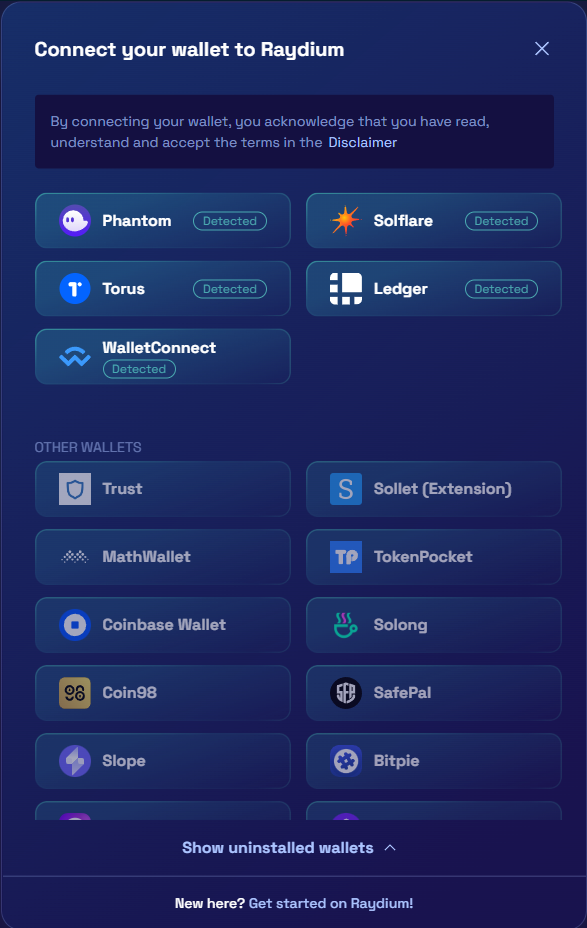 Connect your wallet to Raydium
By connecting your wallet, you acknowledge that you have read,
understand and accept the terms in the Disclaimer
Phantom Detected
Solflare Detected
Torus Detected
Ledger Detected
WalletConnect
Detected
OTHER WALLETS
Trust
Sollet (Extension)
MathWallet
TokenPocket
Coinbase Wallet
Solong
Coin98
SafePal
Slope
Bitpie
Show uninstalled wallets
New here? Get started on Raydium!